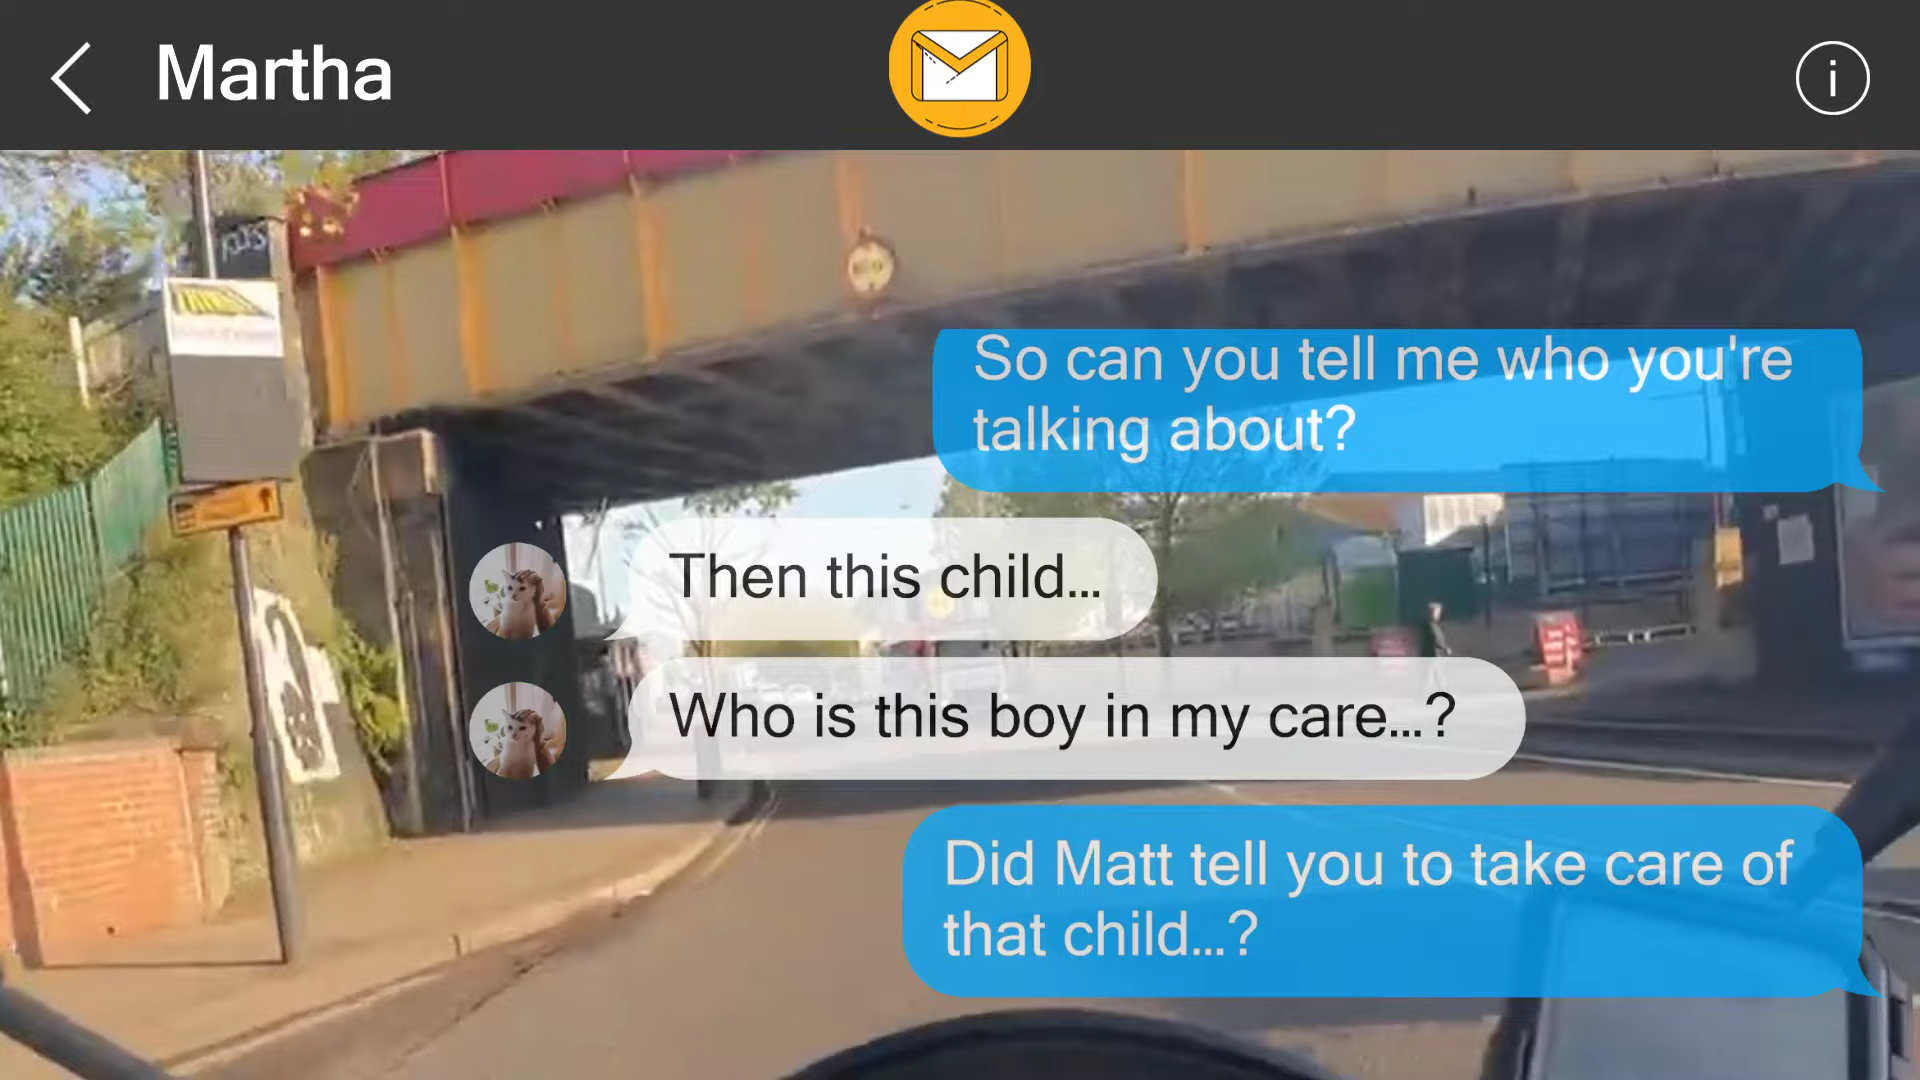 Martha
i
So can you tell me who you're
talking about?
Then this child...
Who is this boy in my care...?
Did Matt tell you to take care of
that child...?